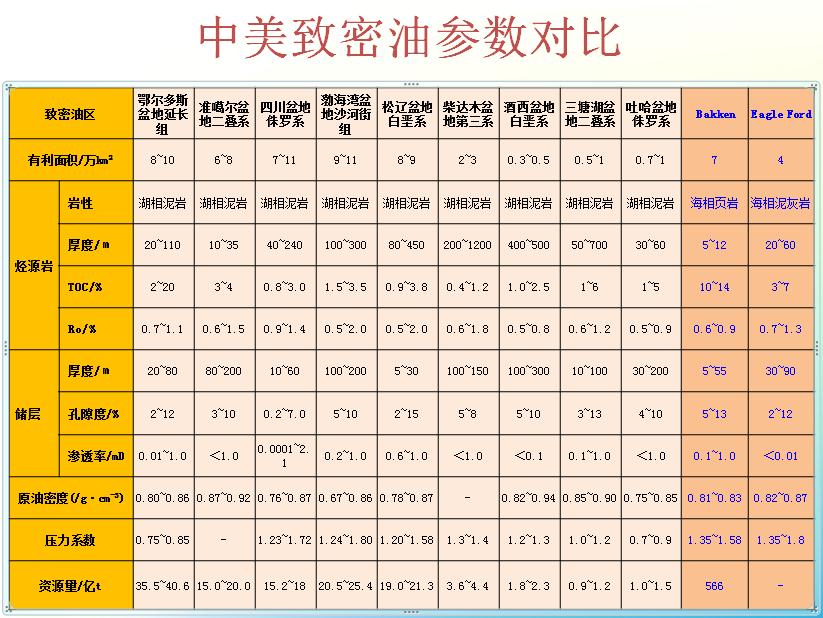 中美致密油参数对比
致密油区 鄂尔多斯盆地延长组 准噶尔盆地二叠系 四川盆地侏罗系 渤海湾盆地沙河街组 松辽盆地白垩系 柴达木盆地第三系 酒西盆地白垩系 三塘湖盆地二叠系 吐哈盆地侏罗系 Bakken Eagle Ford
有利面积/万km² 8~10 6~8 7~11 9~11 8~9 2~3 0.3~0.5 0.5~1 0.7~1 7 4
烃源岩
岩性 湖相泥岩 湖相泥岩 湖相泥岩 湖相泥岩 湖相泥岩 湖相泥岩 湖相泥岩 湖相泥岩 湖相泥岩 海相页岩 海相泥灰岩
厚度/m 20~110 10~35 40~240 100~300 80~450 200~1200 400~500 50~700 30~60 5~12 20~60
TOC/% 2~20 3~4 0.8~3.0 1.5~3.5 0.9~3.8 0.4~1.2 1.0~2.5 1~6 1~5 10~14 3~7
Ro/% 0.7~1.1 0.6~1.5 0.9~1.4 0.5~2.0 0.5~2.0 0.6~1.8 0.5~0.8 0.6~1.2 0.5~0.9 0.6~0.9 0.7~1.3
储层
厚度/m 20~80 80~200 10~60 100~200 5~30 100~150 100~300 10~100 30~200 5~55 30~90
孔隙度/% 2~12 3~10 0.2~7.0 5~10 2~15 5~8 5~10 3~13 4~10 5~13 2~12
渗透率/mD 0.01~1.0 <1.0 0.0001~2.1 0.2~1.0 0.6~1.0 <1.0 <0.1 0.1~1.0 <1.0 0.1~1.0 <0.01
原油密度(/g·cm⁻³) 0.80~0.86 0.87~0.92 0.76~0.87 0.67~0.86 0.78~0.87 - 0.82~0.94 0.85~0.90 0.75~0.85 0.81~0.83 0.82~0.87
压力系数 0.75~0.85 - 1.23~1.72 1.24~1.80 1.20~1.58 1.3~1.4 1.2~1.3 1.0~1.2 0.7~0.9 1.35~1.58 1.35~1.8
资源量/亿t 35.5~40.6 15.0~20.0 15.2~18 20.5~25.4 19.0~21.3 3.6~4.4 1.8~2.3 0.9~1.2 1.0~1.5 566 -